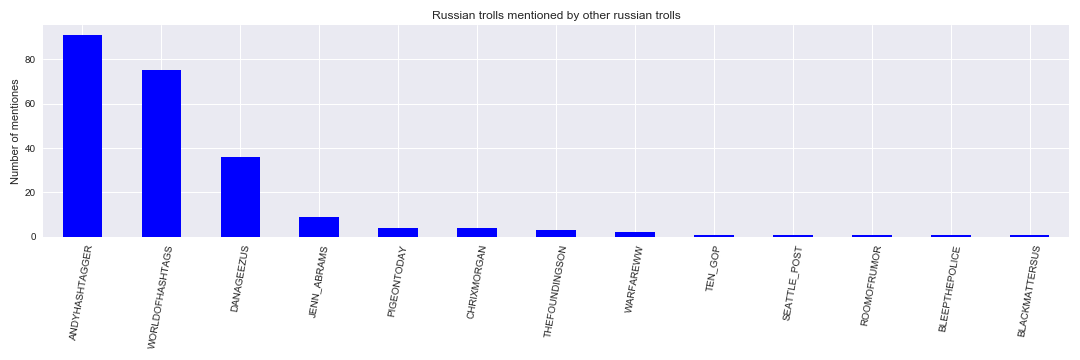 Russian trolls mentioned by other russian trolls
Number of mentiones
80
60
40
20
0
ANDYHASHTAGGER
WORLDOFHASHTAGS
DANAGEEZUS
JENN_ABRAMS
PIGEONTODAY
CHRIXMORGAN
THEFOUNDINGSON
WARFAREWW
TEN_GOP
SEATTLE_POST
ROOMOFRUMOR
BLEEPTHEPOLICE
BLACKMATTERSUS